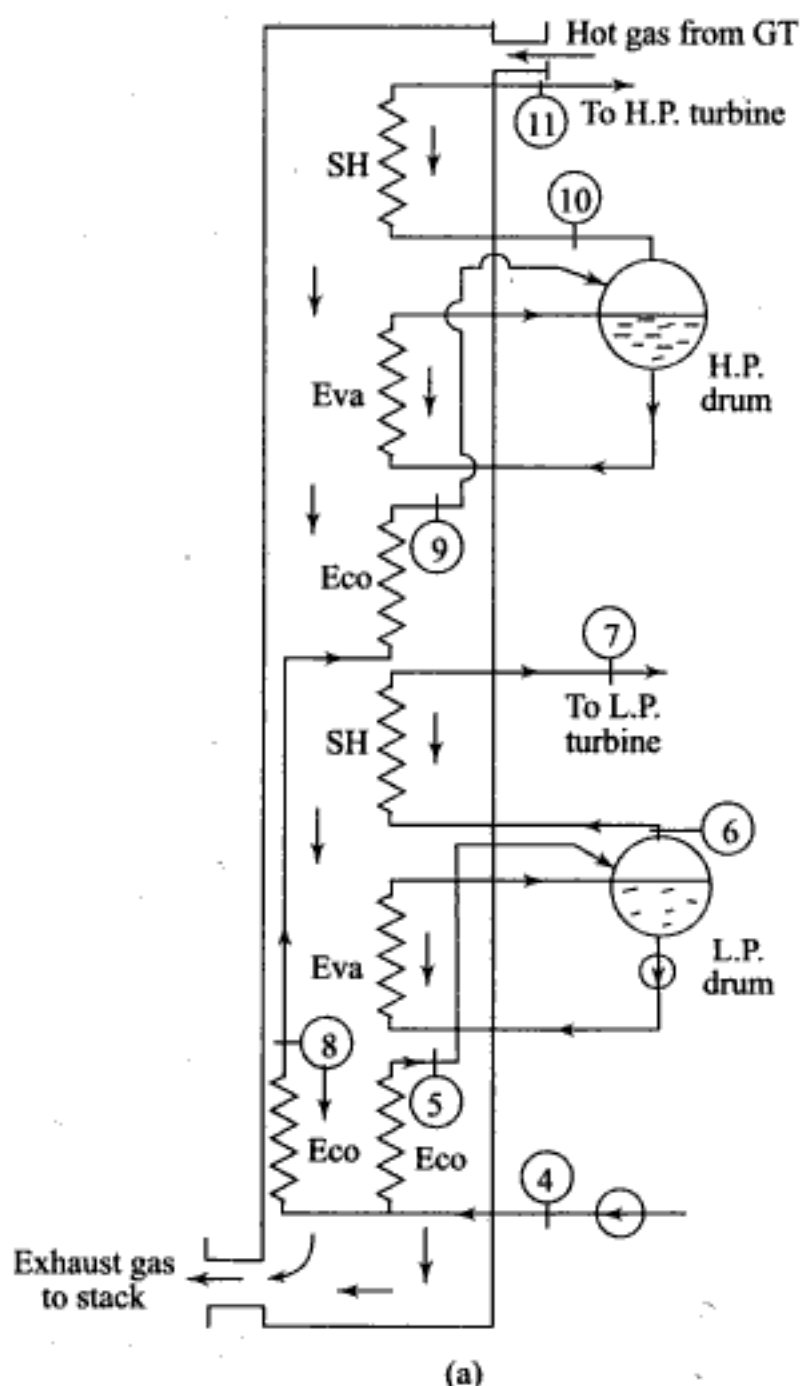 Hot gas from GT
11
To H.P. turbine
SH
10
Eva
H.P.
drum
9
Eco
7
To L.P.
turbine
SH
6
Eva
L.P.
drum
8
5
Eco
Eco
4
Exhaust gas
to stack
(a)